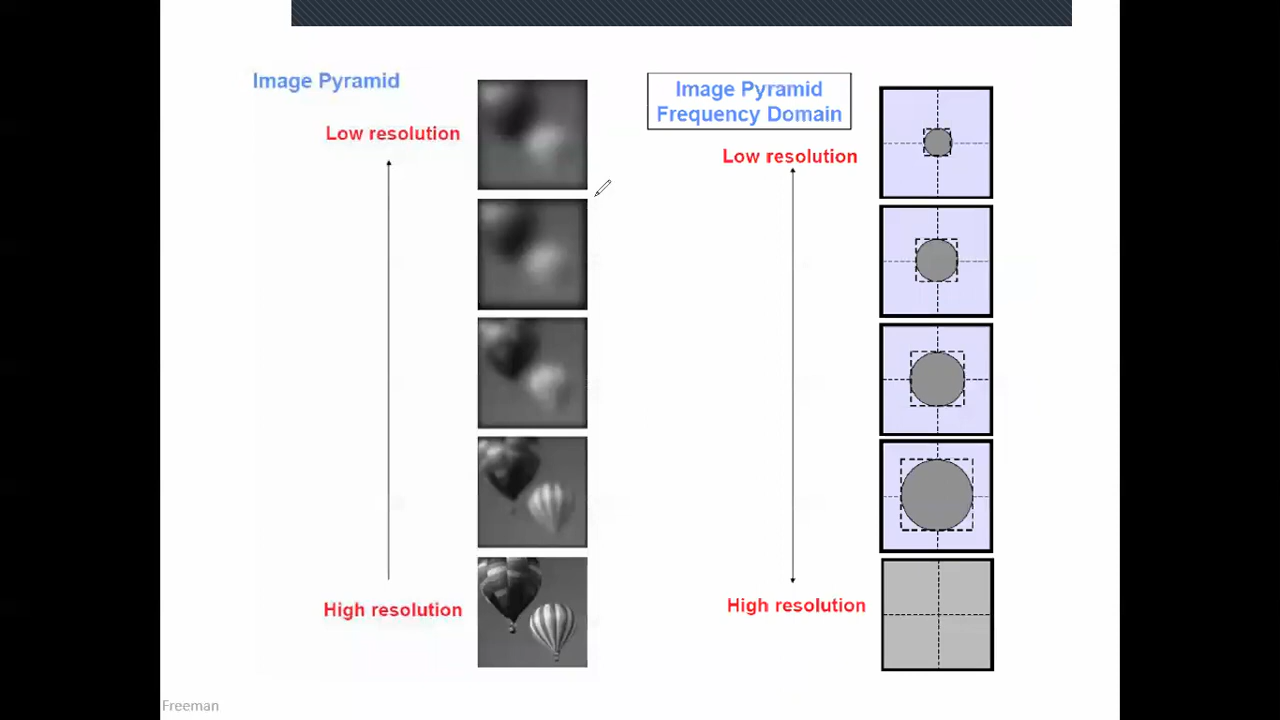 Image Pyramid
Low resolution
High resolution
Image Pyramid
Frequency Domain
Low resolution
High resolution
Freeman